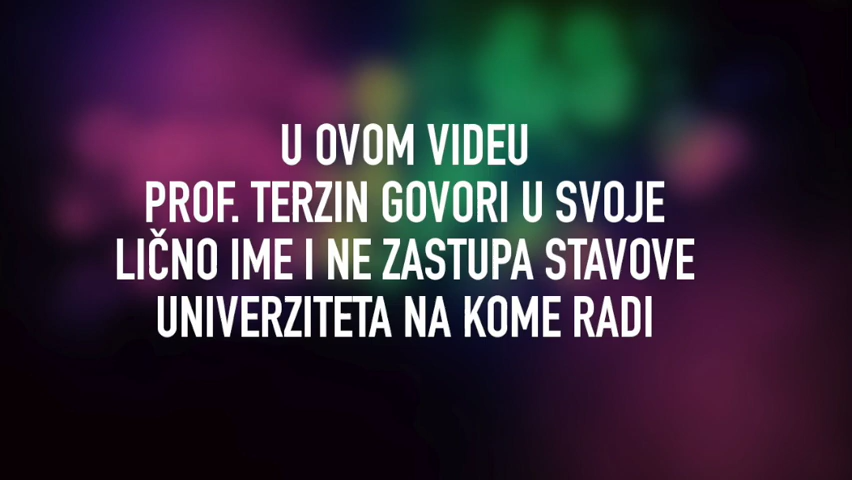 U OVOM VIDEU
PROF. TERZIN GOVORI U SVOJE
LIČNO IME I NE ZASTUPA STAVOVE
UNIVERZITETA NA KOME RADI